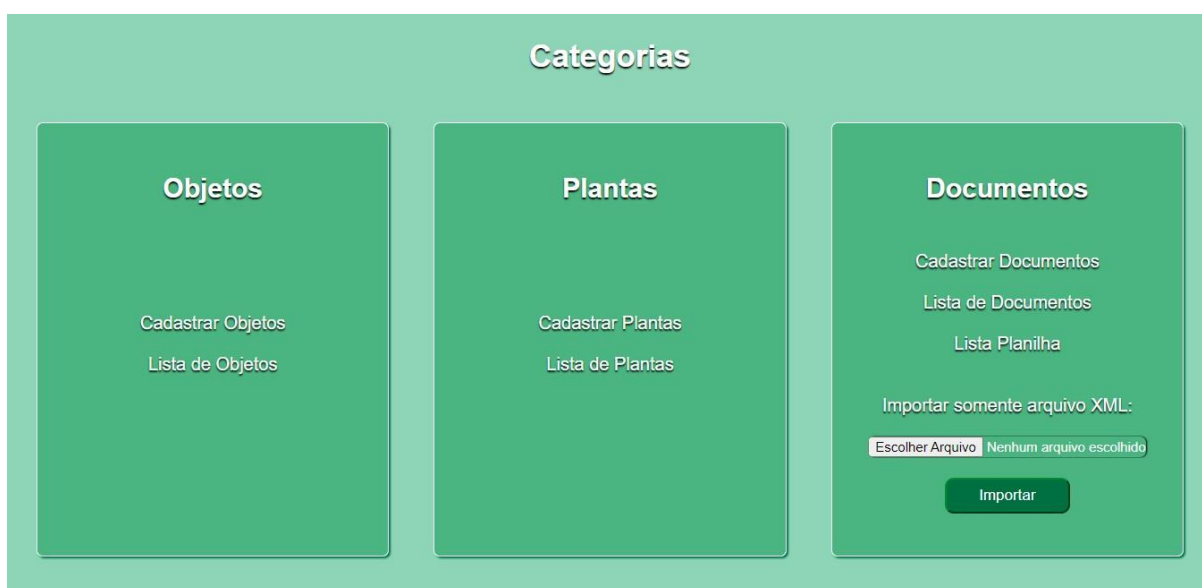 Categorias
Objetos
Cadastrar Objetos
Lista de Objetos
Plantas
Cadastrar Plantas
Lista de Plantas
Documentos
Cadastrar Documentos
Lista de Documentos
Lista Planilha
Importar somente arquivo XML:
Escolher Arquivo Nenhum arquivo escolhido
Importar